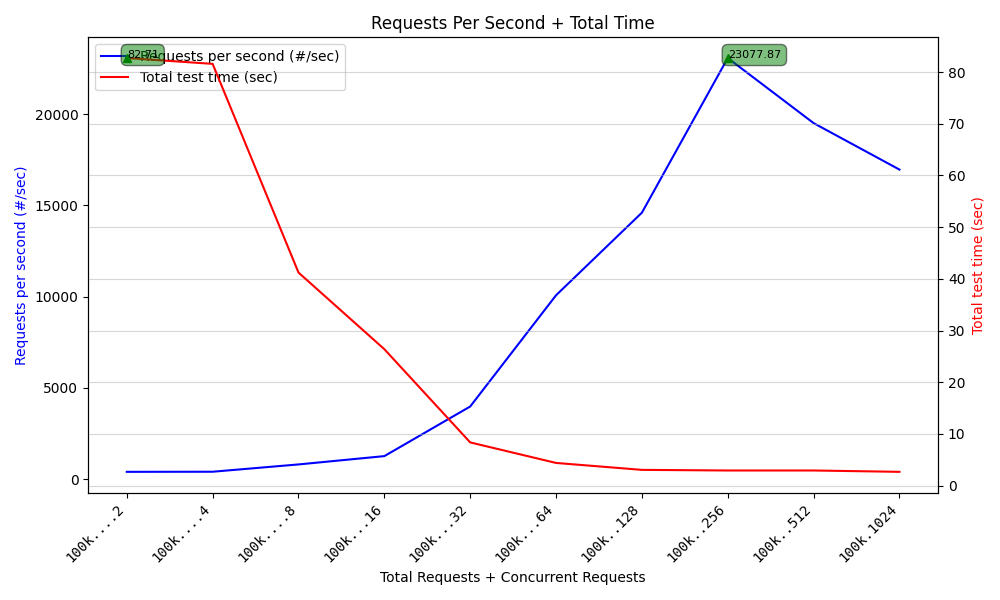 Requests Per Second + Total Time
82.71
Requests per second (#/sec)
Total test time (sec)
23077.87
20000
15000
10000
5000
0
Requests per second (#/sec)
80
70
60
50
40
30
20
10
0
Total test time (sec)
100k....2
100k....4
100k....8
100k...16
100k...32
100k...64
100k..128
100k..256
100k..512
100k.1024
Total Requests + Concurrent Requests